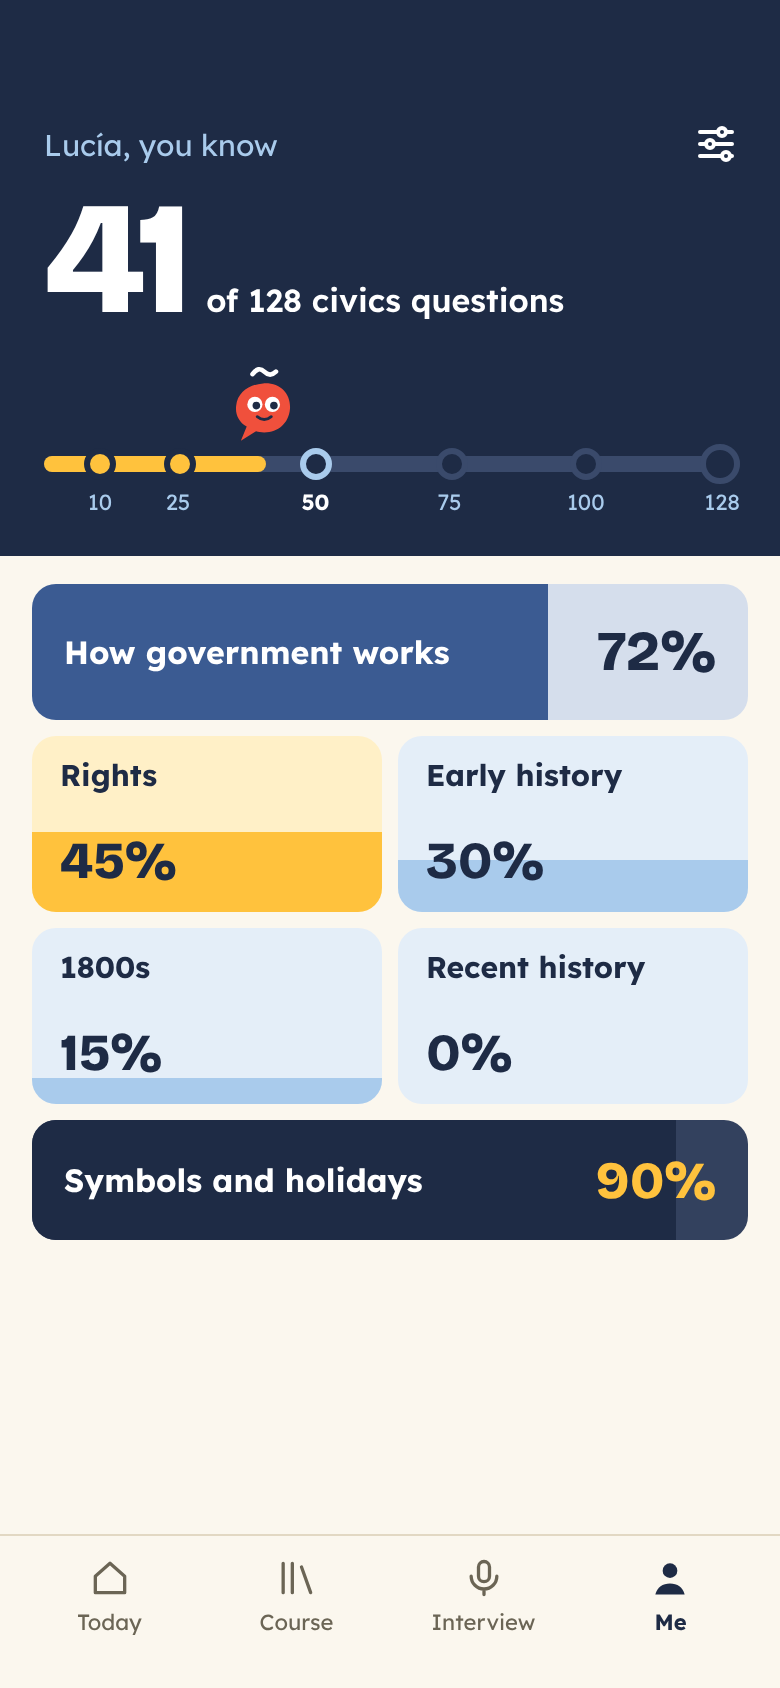 Lucía, you know
41 of 128 civics questions
10 25 50 75 100 128
How government works 72%
Rights
45%
Early history
30%
1800s
15%
Recent history
0%
Symbols and holidays 90%
Today Course Interview Me